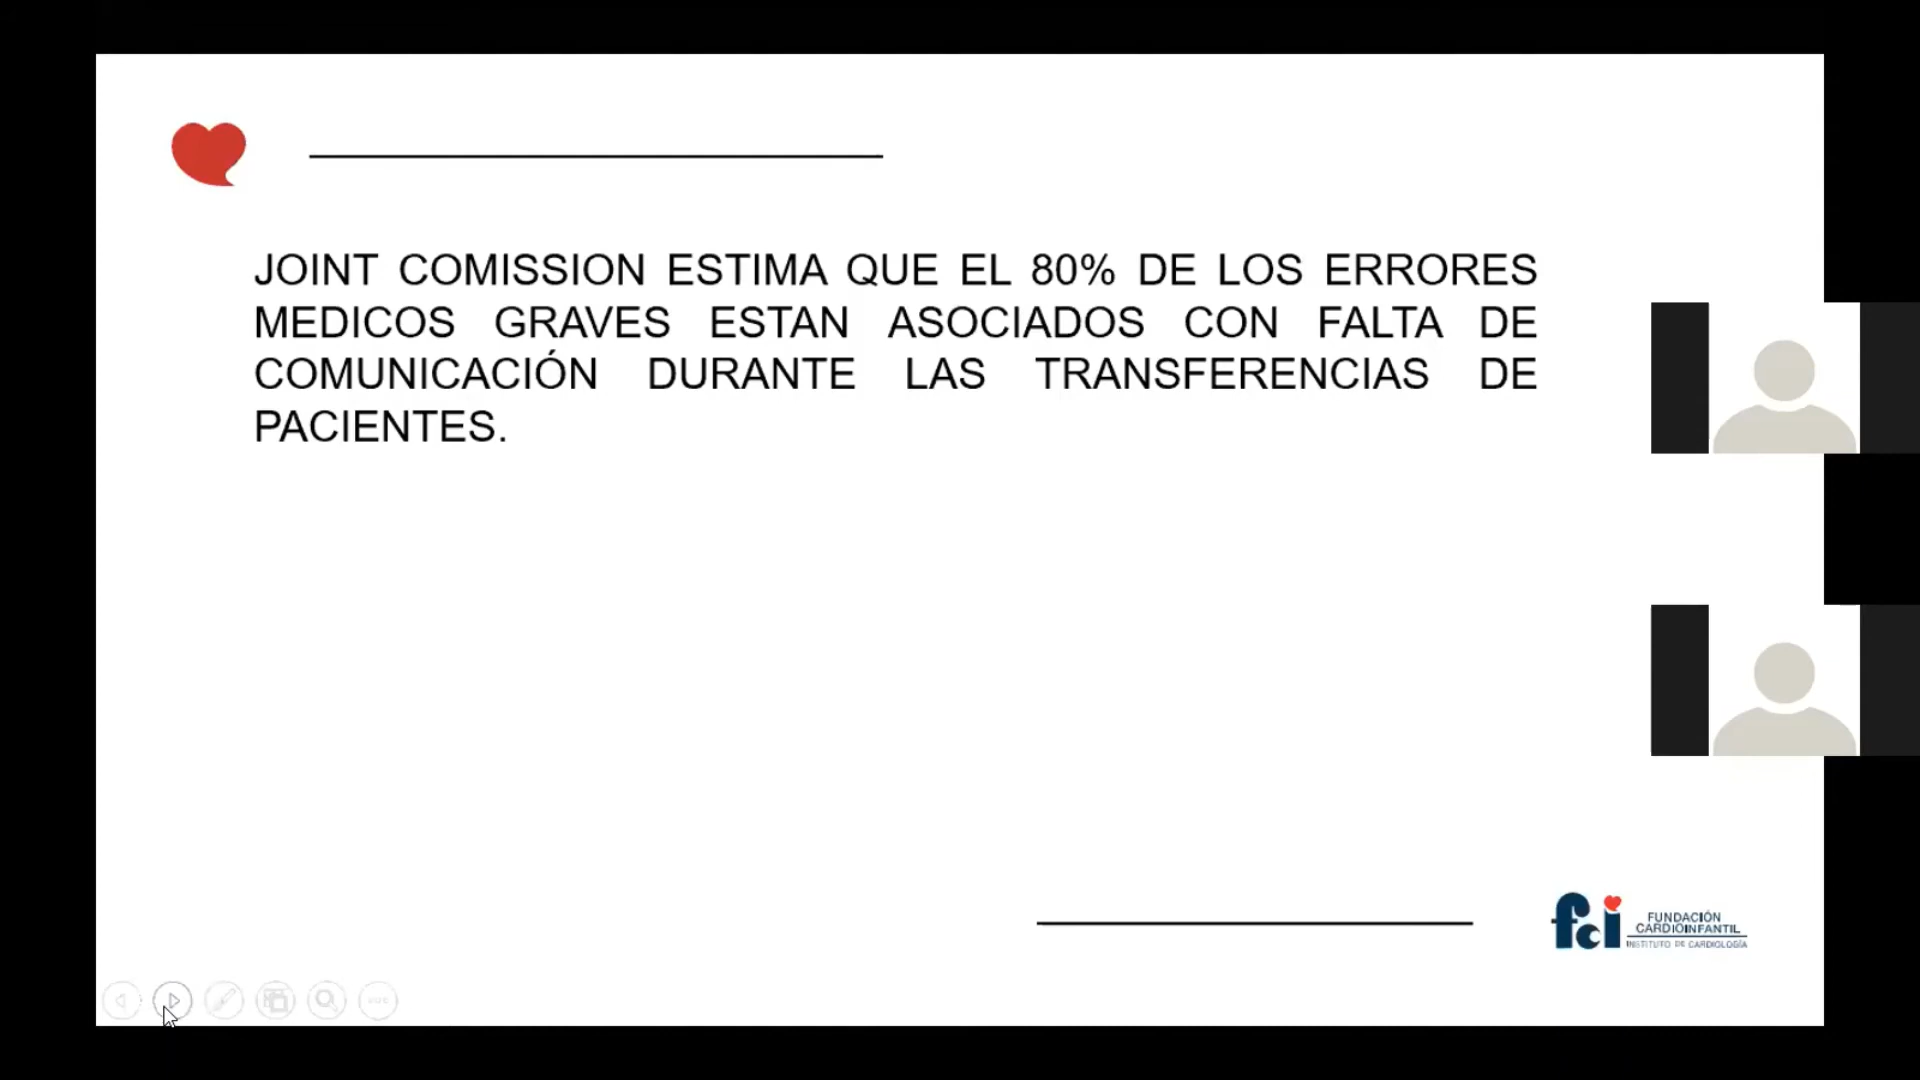 JOINT COMISSION ESTIMA QUE EL 80% DE LOS ERRORES
MEDICOS GRAVES ESTAN ASOCIADOS CON FALTA DE
COMUNICACIÓN DURANTE LAS TRANSFERENCIAS DE
PACIENTES.
fci
FUNDACIÓN
CARDIOINFANTIL
INSTITUTO DE CARDIOLOGÍA